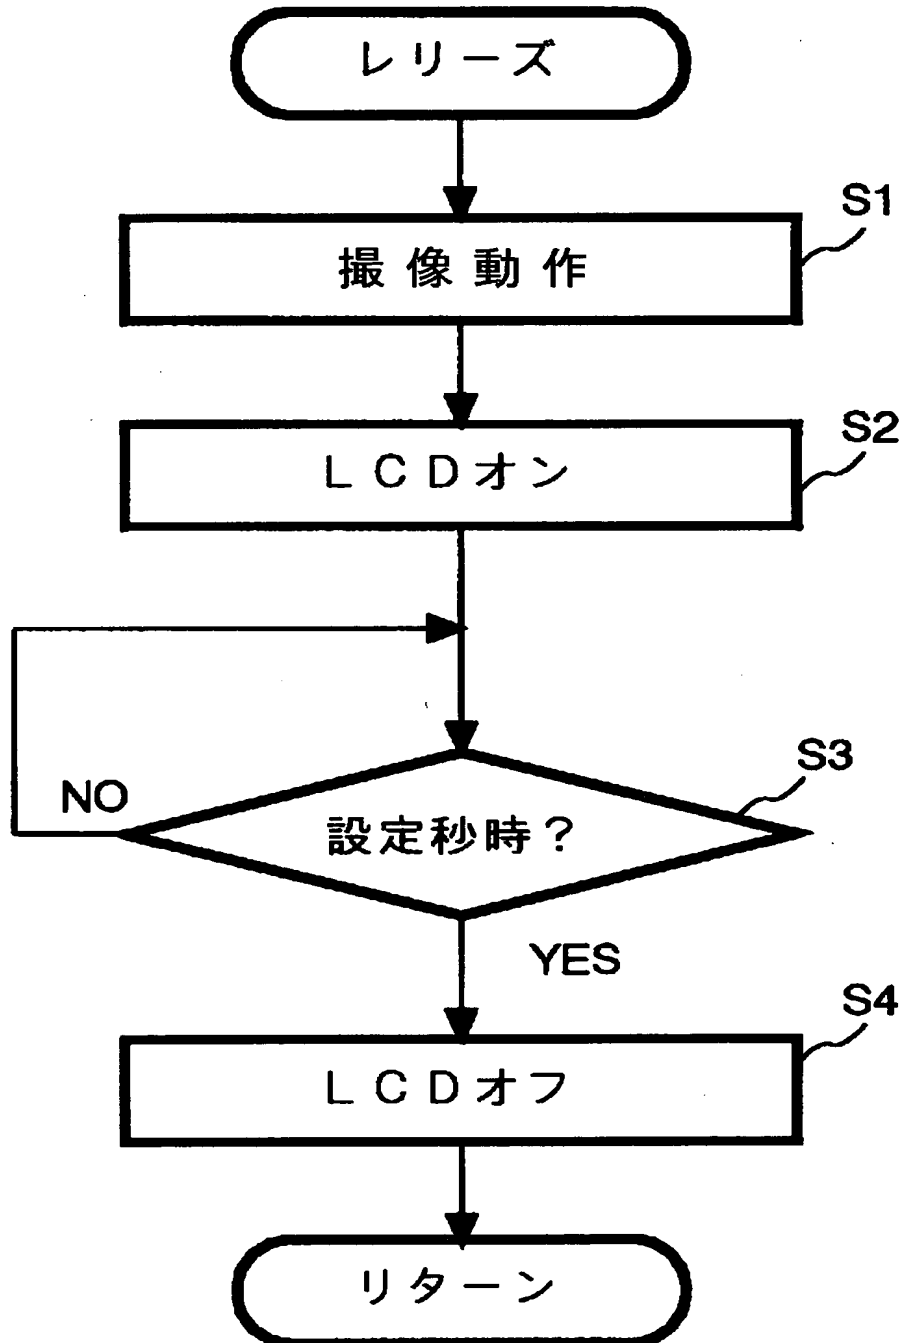 レリーズ
S1
撮像動作
S2
LCDオン
S3
NO
設定秒時?
YES
S4
LCDオフ
リターン